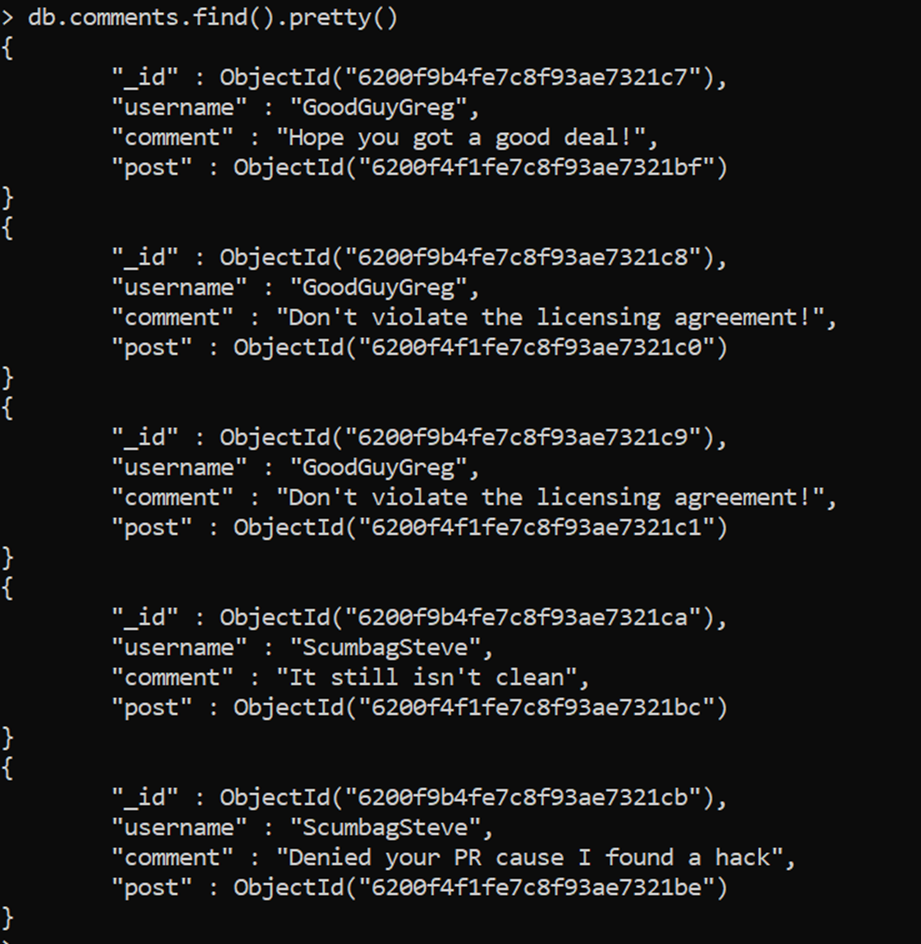 > db.comments.find().pretty()
{
"_id" : ObjectId("6200f9b4fe7c8f93ae7321c7"),
"username" : "GoodGuyGreg",
"comment" : "Hope you got a good deal!",
"post" : ObjectId("6200f4f1fe7c8f93ae7321bf")
}
{
"_id" : ObjectId("6200f9b4fe7c8f93ae7321c8"),
"username" : "GoodGuyGreg",
"comment" : "Don't violate the licensing agreement!",
"post" : ObjectId("6200f4f1fe7c8f93ae7321c0")
}
{
"_id" : ObjectId("6200f9b4fe7c8f93ae7321c9"),
"username" : "GoodGuyGreg",
"comment" : "Don't violate the licensing agreement!",
"post" : ObjectId("6200f4f1fe7c8f93ae7321c1")
}
{
"_id" : ObjectId("6200f9b4fe7c8f93ae7321ca"),
"username" : "ScumbagSteve",
"comment" : "It still isn't clean",
"post" : ObjectId("6200f4f1fe7c8f93ae7321bc")
}
{
"_id" : ObjectId("6200f9b4fe7c8f93ae7321cb"),
"username" : "ScumbagSteve",
"comment" : "Denied your PR cause I found a hack",
"post" : ObjectId("6200f4f1fe7c8f93ae7321be")
}